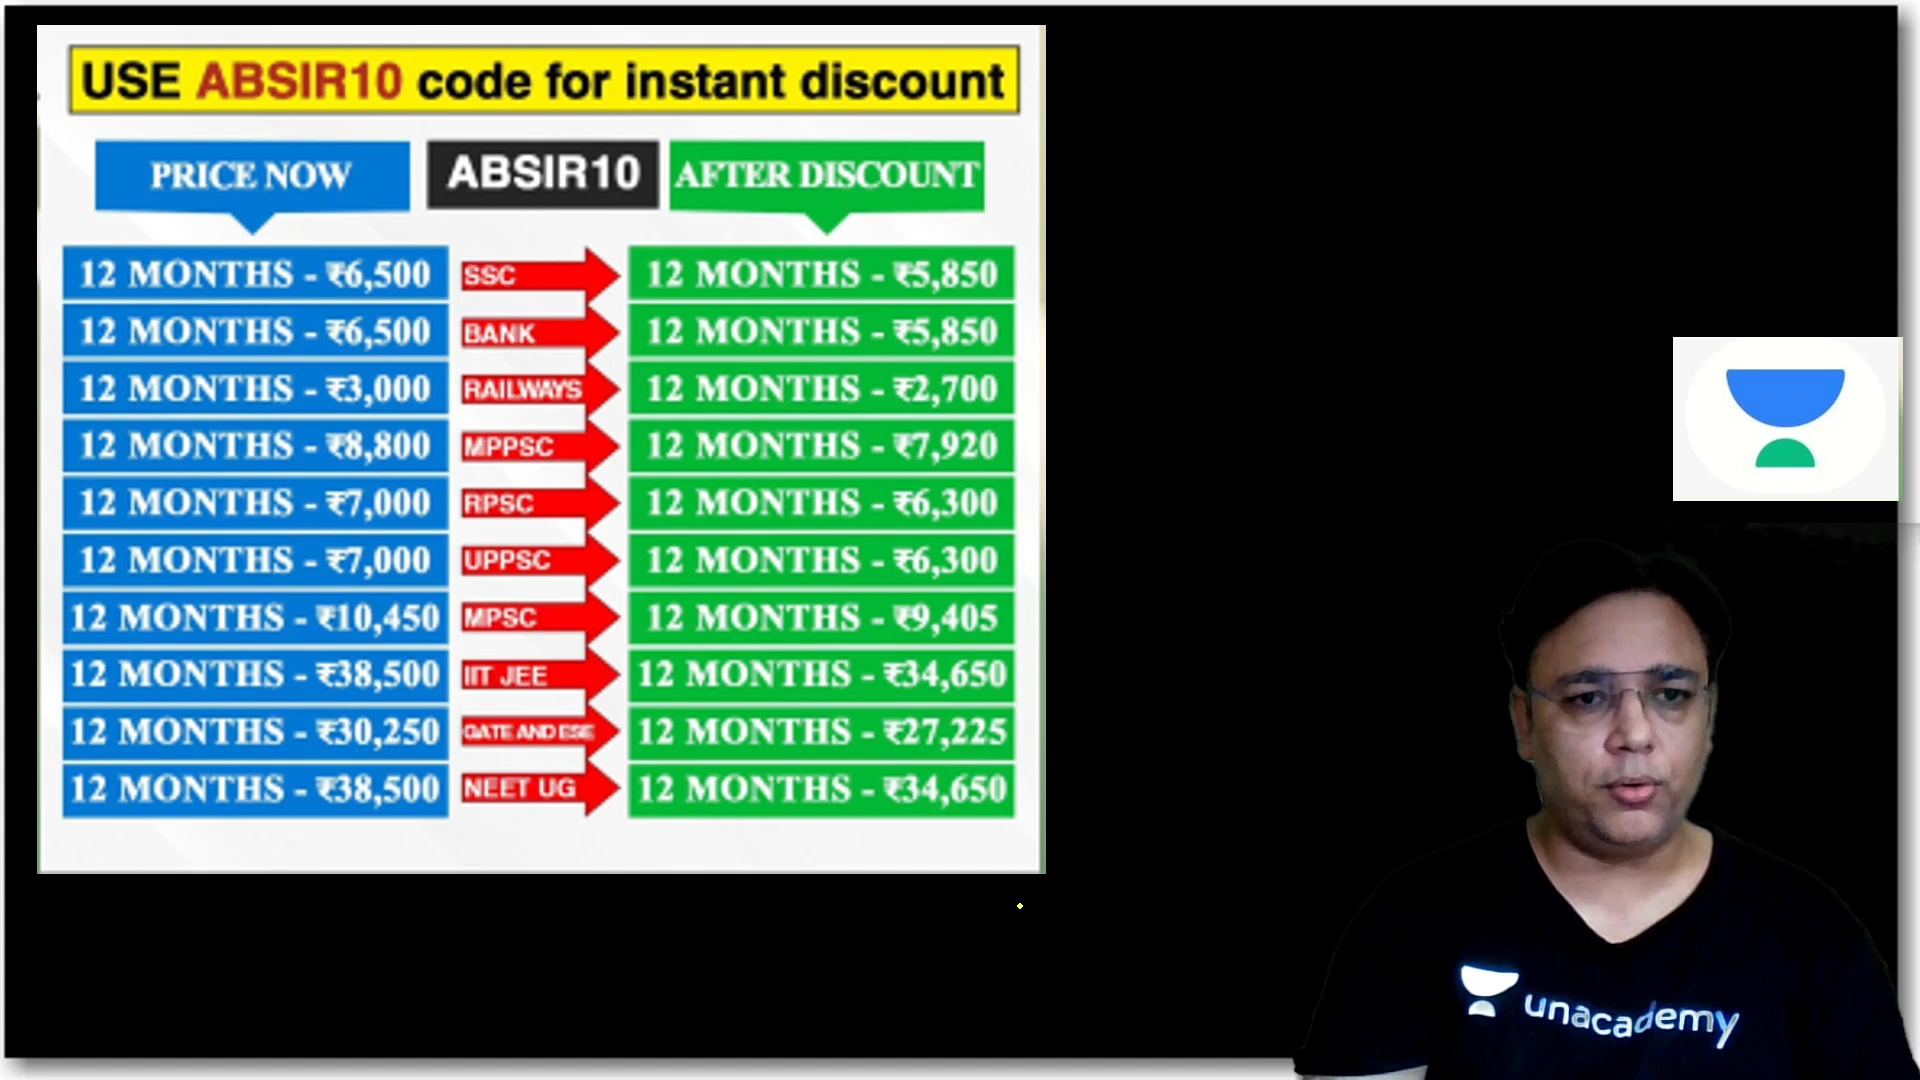 USE ABSIR10 code for instant discount
PRICE NOW ABSIR10 AFTER DISCOUNT
12 MONTHS - ₹6,500 SSC 12 MONTHS - ₹5,850
12 MONTHS - ₹6,500 BANK 12 MONTHS - ₹5,850
12 MONTHS - ₹3,000 RAILWAYS 12 MONTHS - ₹2,700
12 MONTHS - ₹8,800 MPPSC 12 MONTHS - ₹7,920
12 MONTHS - ₹7,000 RPSC 12 MONTHS - ₹6,300
12 MONTHS - ₹7,000 UPPSC 12 MONTHS - ₹6,300
12 MONTHS - ₹10,450 MPSC 12 MONTHS - ₹9,405
12 MONTHS - ₹38,500 IIT JEE 12 MONTHS - ₹34,650
12 MONTHS - ₹30,250 GATE AND ESE 12 MONTHS - ₹27,225
12 MONTHS - ₹38,500 NEET UG 12 MONTHS - ₹34,650
unacademy